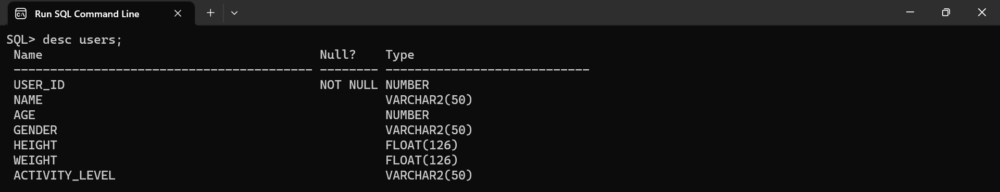 Run SQL Command Line
SQL> desc users;
Name Null? Type
----------------------------------------- -------- ----------------------------
USER_ID NOT NULL NUMBER
NAME VARCHAR2(50)
AGE NUMBER
GENDER VARCHAR2(50)
HEIGHT FLOAT(126)
WEIGHT FLOAT(126)
ACTIVITY_LEVEL VARCHAR2(50)